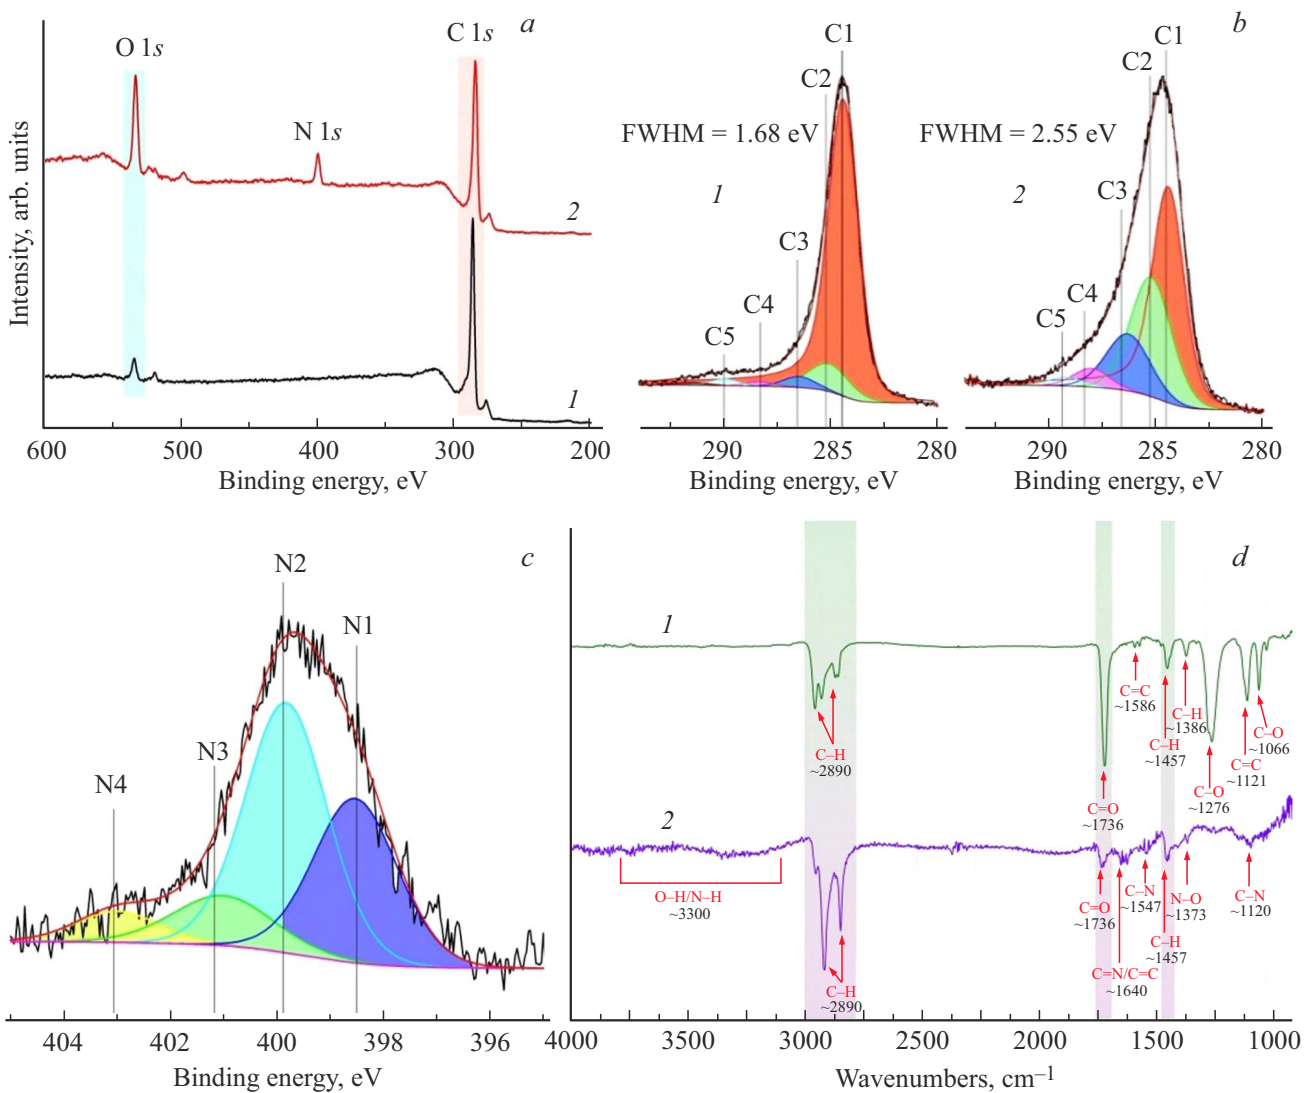 a
O 1s
C 1s
N 1s
2
1
Intensity, arb. units
600
500
400
300
200
Binding energy, eV
b
C1
C2
FWHM = 1.68 eV
1
C3
C4
C5
290
285
280
Binding energy, eV
C1
C2
FWHM = 2.55 eV
2
C3
C4
C5
290
285
280
Binding energy, eV
c
N2
N1
N3
N4
404
402
400
398
396
Binding energy, eV
d
1
C–H
~2890
C=O
~1736
C=C
~1586
C–H
~1457
C–H
~1386
C–O
~1276
C=C
~1121
C–O
~1066
2
O–H/N–H
~3300
C–H
~2890
C=O
~1736
C=N/C=C
~1640
C–N
~1547
C–H
~1457
N–O
~1373
C–N
~1120
4000
3500
3000
2500
2000
1500
1000
Wavenumbers, cm–1